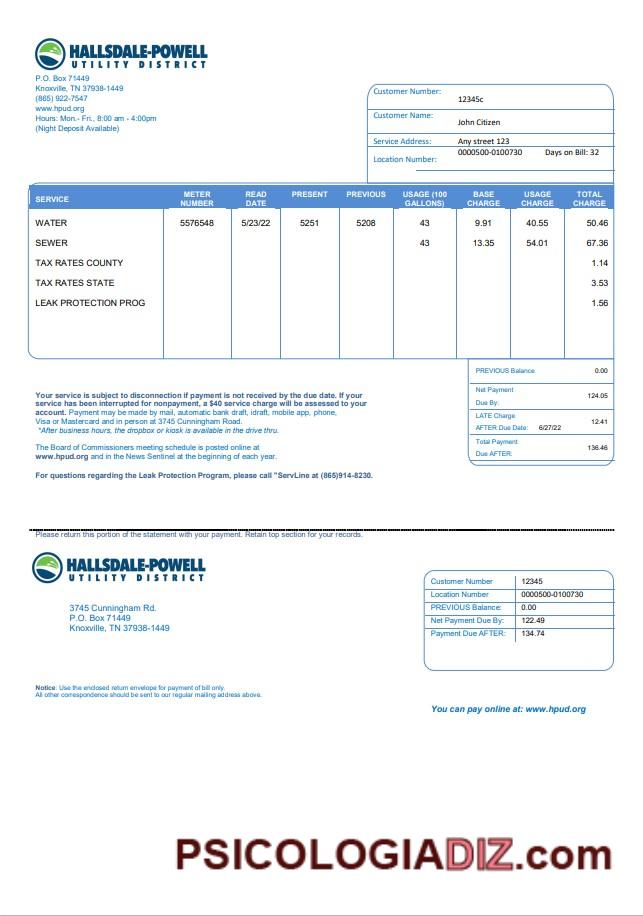 HALLSDALE-POWELL
UTILITY DISTRICT
P.O. Box 71449
Knoxville, TN 37938-1449
(865) 922-7547
www.hpud.org
Hours: Mon.- Fri., 8:00 am - 4:00pm
(Night Deposit Available)
Customer Number:
12345c
Customer Name:
John Citizen
Service Address: Any street 123
Location Number: 0000500-0100730 Days on Bill: 32
SERVICE METER NUMBER READ DATE PRESENT PREVIOUS USAGE (100 GALLONS) BASE CHARGE USAGE CHARGE TOTAL CHARGE
WATER 5576548 5/23/22 5251 5208 43 9.91 40.55 50.46
SEWER 43 13.35 54.01 67.36
TAX RATES COUNTY 1.14
TAX RATES STATE 3.53
LEAK PROTECTION PROG 1.56
PREVIOUS Balance 0.00
Net Payment
Due By: 124.05
LATE Charge
AFTER Due Date: 6/27/22 12.41
Total Payment
Due AFTER: 136.46
Your service is subject to disconnection if payment is not received by the due date. If your
service has been interrupted for nonpayment, a $40 service charge will be assessed to your
account. Payment may be made by mail, automatic bank draft, idraft, mobile app, phone,
Visa or Mastercard and in person at 3745 Cunningham Road.
*After business hours, the dropbox or kiosk is available in the drive thru.
The Board of Commissioners meeting schedule is posted online at
www.hpud.org and in the News Sentinel at the beginning of each year.
For questions regarding the Leak Protection Program, please call "ServLine at (865)914-8230.
Please return this portion of the statement with your payment. Retain top section for your records.
HALLSDALE-POWELL
UTILITY DISTRICT
3745 Cunningham Rd.
P.O. Box 71449
Knoxville, TN 37938-1449
Customer Number 12345
Location Number 0000500-0100730
PREVIOUS Balance: 0.00
Net Payment Due By: 122.49
Payment Due AFTER: 134.74
Notice: Use the enclosed return envelope for payment of bill only.
All other correspondence should be sent to our regular mailing address above.
You can pay online at: www.hpud.org
PSICOLOGIADIZ.com